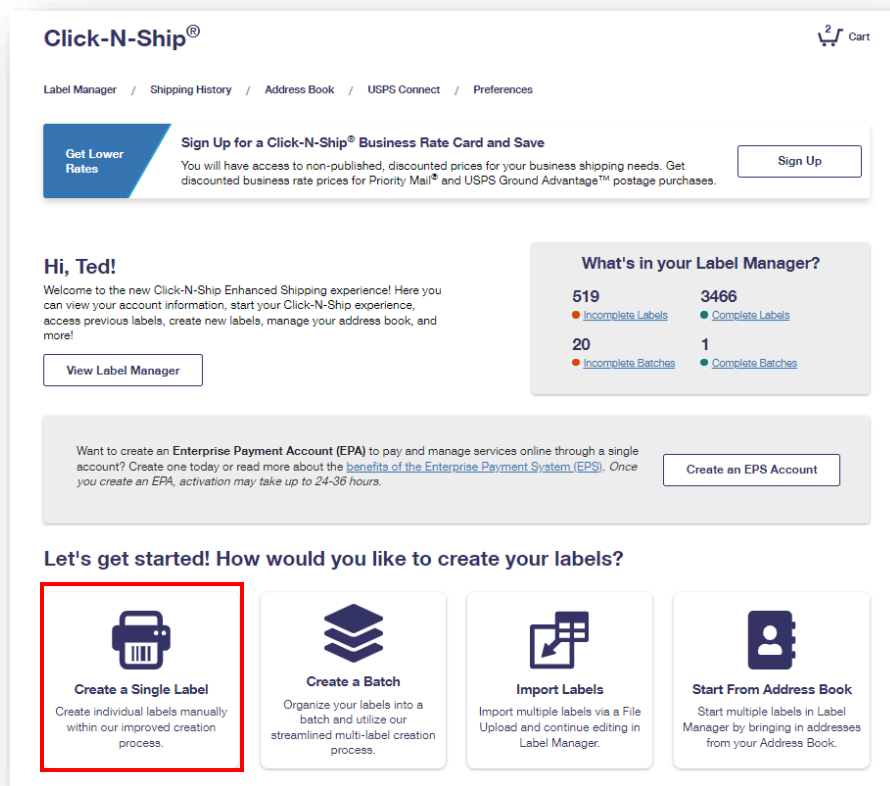 Click-N-Ship®
2
Cart
Label Manager / Shipping History / Address Book / USPS Connect / Preferences
Get Lower
Rates
Sign Up for a Click-N-Ship® Business Rate Card and Save
You will have access to non-published, discounted prices for your business shipping needs. Get
discounted business rate prices for Priority Mail® and USPS Ground Advantage™ postage purchases.
Sign Up
Hi, Ted!
Welcome to the new Click-N-Ship Enhanced Shipping experience! Here you
can view your account information, start your Click-N-Ship experience,
access previous labels, create new labels, manage your address book, and
more!
View Label Manager
What's in your Label Manager?
519 3466
Incomplete Labels Complete Labels
20 1
Incomplete Batches Complete Batches
Want to create an Enterprise Payment Account (EPA) to pay and manage services online through a single
account? Create one today or read more about the benefits of the Enterprise Payment System (EPS). Once
you create an EPA, activation may take up to 24-36 hours.
Create an EPS Account
Let's get started! How would you like to create your labels?
Create a Single Label
Create individual labels manually
within our improved creation
process.
Create a Batch
Organize your labels into a
batch and utilize our
streamlined multi-label creation
process.
Import Labels
Import multiple labels via a File
Upload and continue editing in
Label Manager.
Start From Address Book
Start multiple labels in Label
Manager by bringing in addresses
from your Address Book.